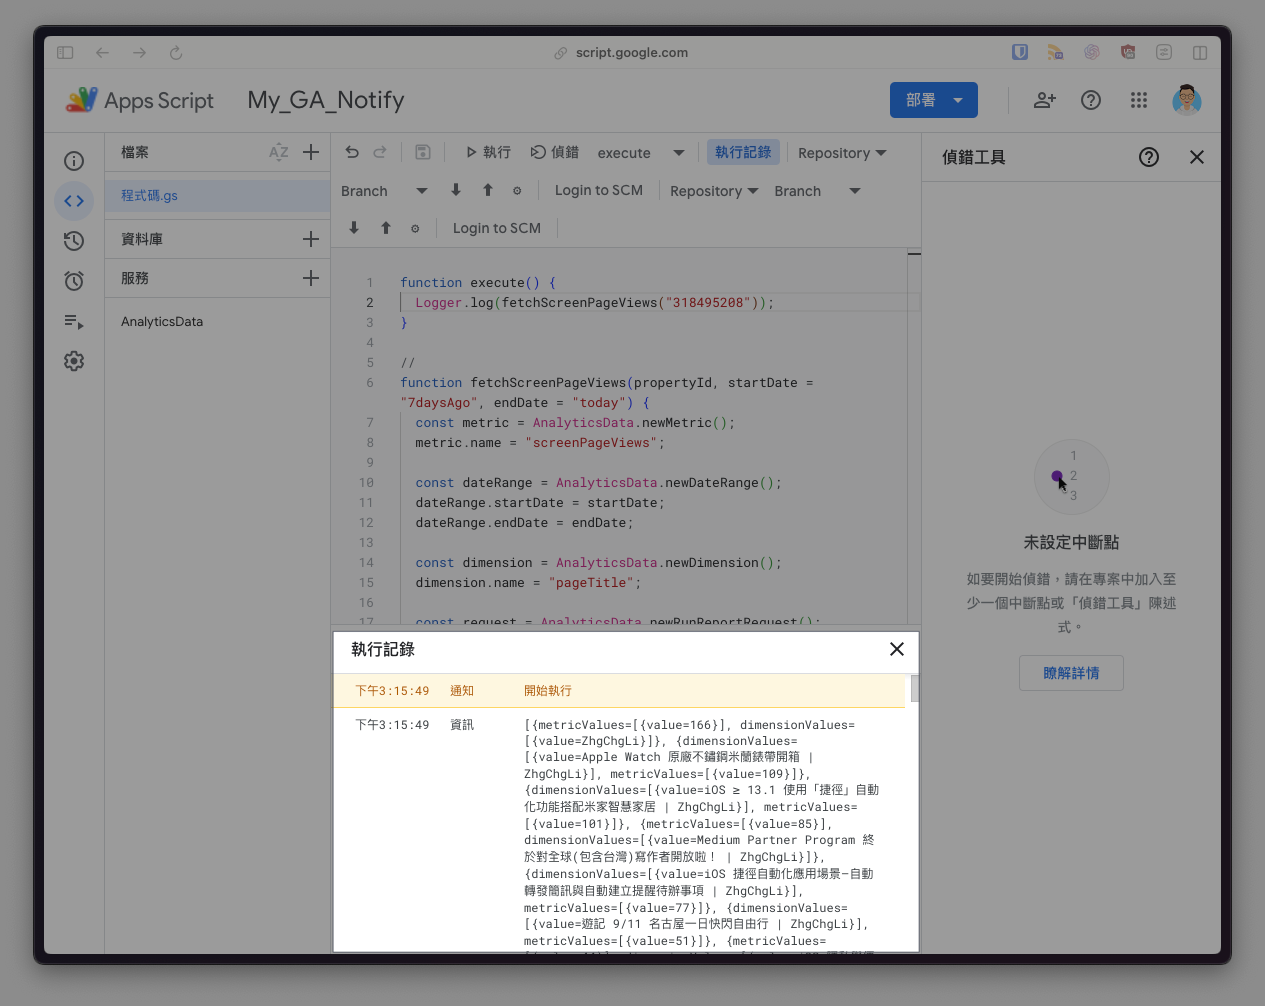 script.google.com
Apps Script
My_GA_Notify
部署
檔案
AZ
程式碼.gs
資料庫
服務
AnalyticsData
執行
偵錯
execute
執行記錄
Repository
Branch
Login to SCM
Repository
Branch
Login to SCM
1 function execute() {
2 Logger.log(fetchScreenPageViews("318495208"));
3 }
4
5 //
6 function fetchScreenPageViews(propertyId, startDate =
"7daysAgo", endDate = "today") {
7 const metric = AnalyticsData.newMetric();
8 metric.name = "screenPageViews";
9
10 const dateRange = AnalyticsData.newDateRange();
11 dateRange.startDate = startDate;
12 dateRange.endDate = endDate;
13
14 const dimension = AnalyticsData.newDimension();
15 dimension.name = "pageTitle";
16
17 const request = AnalyticsData.newRunReportRequest();
偵錯工具
1
2
3
未設定中斷點
如要開始偵錯，請在專案中加入至
少一個中斷點或「偵錯工具」陳述
式。
瞭解詳情
執行記錄
下午3:15:49 通知 開始執行
下午3:15:49 資訊 [{metricValues=[{value=166}], dimensionValues=
[{value=ZhgChgLi}]}, {dimensionValues=
[{value=Apple Watch 原廠不鏽鋼米蘭錶帶開箱 |
ZhgChgLi}], metricValues=[{value=109}]},
{dimensionValues=[{value=iOS ≥ 13.1 使用「捷徑」自動
化功能搭配米家智慧家居 | ZhgChgLi}], metricValues=
[{value=101}]}, {metricValues=[{value=85}],
dimensionValues=[{value=Medium Partner Program 終
於對全球(包含台灣)寫作者開放啦！ | ZhgChgLi}]},
{dimensionValues=[{value=iOS 捷徑自動化應用場景—自動
轉發簡訊與自動建立提醒待辦事項 | ZhgChgLi}],
metricValues=[{value=77}]}, {dimensionValues=
[{value=遊記 9/11 名古屋一日快閃自由行 | ZhgChgLi}],
metricValues=[{value=51}]}, {metricValues=